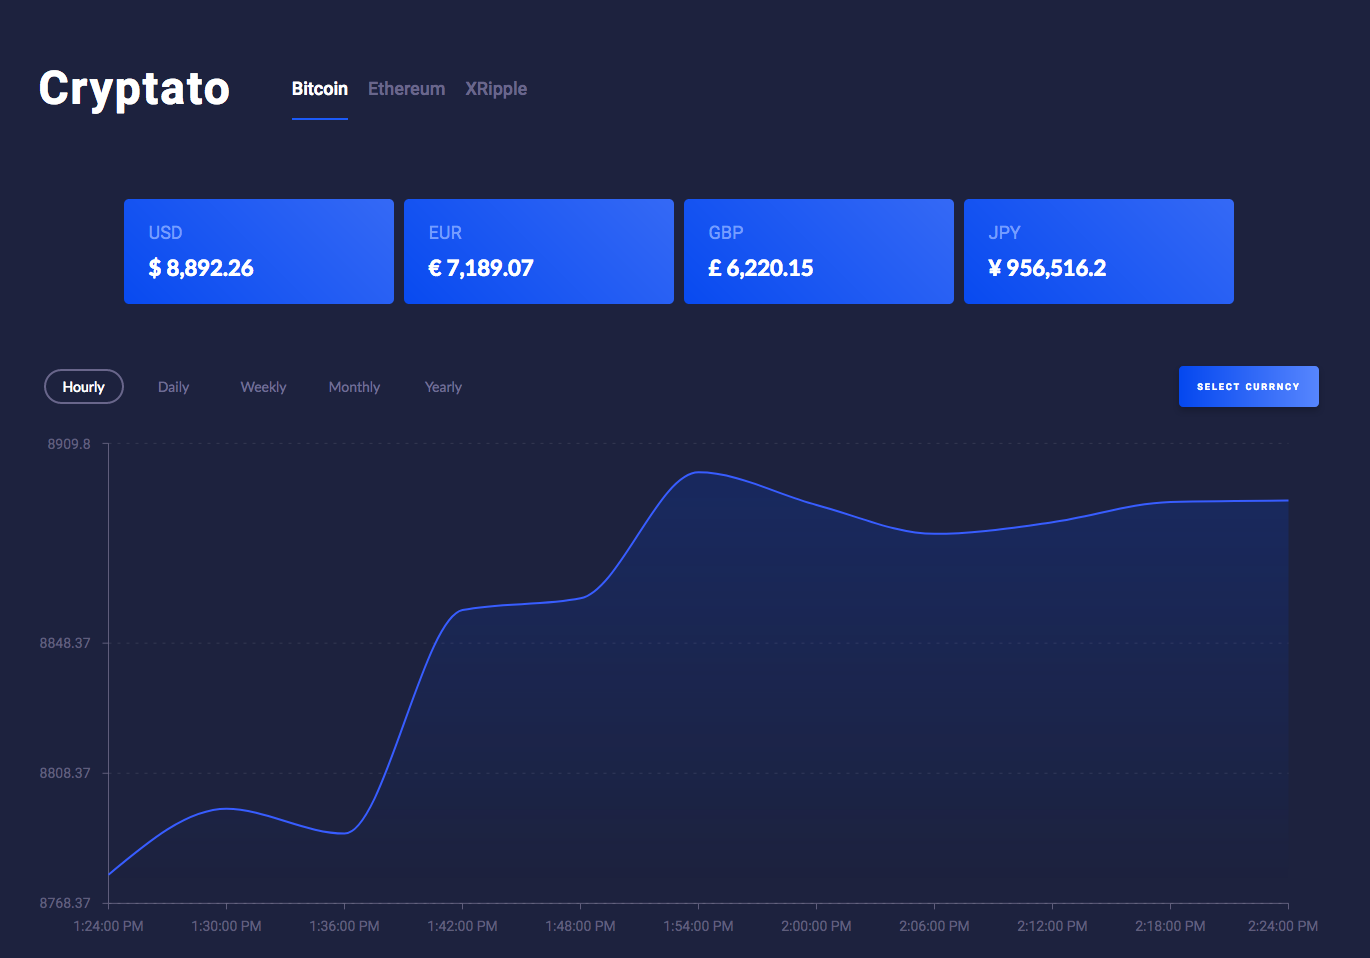 Cryptato
Bitcoin Ethereum XRipple
USD EUR GBP JPY
$ 8,892.26 € 7,189.07 £ 6,220.15 ¥ 956,516.2
Hourly Daily Weekly Monthly Yearly
SELECT CURRNCY
8909.8
8848.37
8808.37
8768.37
1:24:00 PM 1:30:00 PM 1:36:00 PM 1:42:00 PM 1:48:00 PM 1:54:00 PM 2:00:00 PM 2:06:00 PM 2:12:00 PM 2:18:00 PM 2:24:00 PM